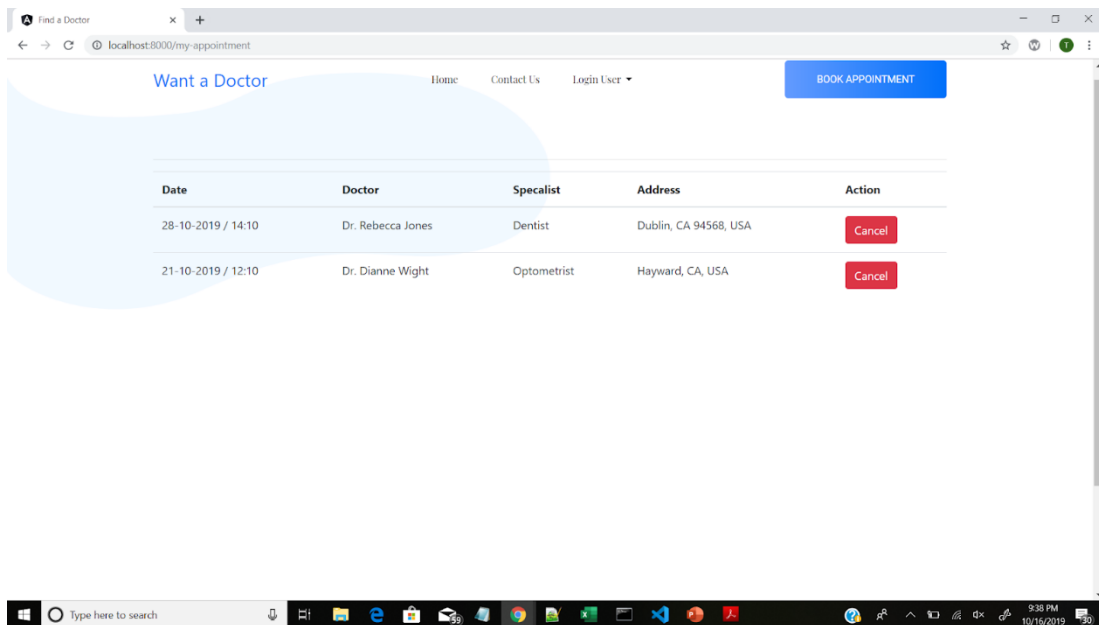 Find a Doctor
localhost:8000/my-appointment
T
Want a Doctor Home Contact Us Login User BOOK APPOINTMENT
Date Doctor Specalist Address Action
28-10-2019 / 14:10 Dr. Rebecca Jones Dentist Dublin, CA 94568, USA Cancel
21-10-2019 / 12:10 Dr. Dianne Wight Optometrist Hayward, CA, USA Cancel
Type here to search 59 9:38 PM
10/16/2019 30